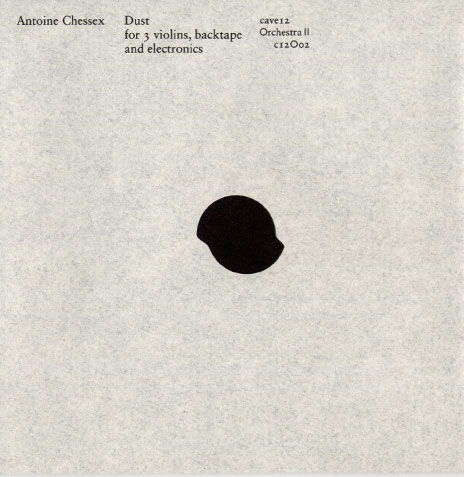 Antoine Chessex
Dust
for 3 violins, backtape
and electronics
cave12
Orchestra II
c12O02